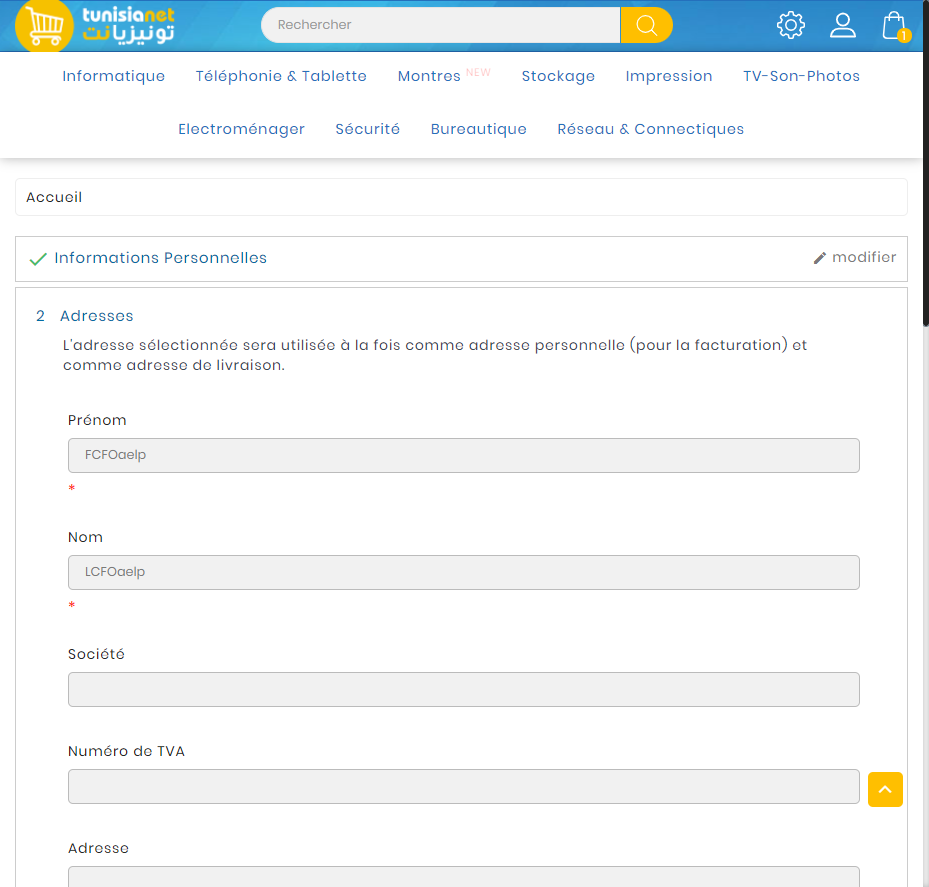 tunisianet
تونيزيانت
Rechercher
1
Informatique Téléphonie & Tablette Montres NEW Stockage Impression TV-Son-Photos
Electroménager Sécurité Bureautique Réseau & Connectiques
Accueil
Informations Personnelles modifier
2 Adresses
L'adresse sélectionnée sera utilisée à la fois comme adresse personnelle (pour la facturation) et
comme adresse de livraison.
Prénom
FCFOaelp
*
Nom
LCFOaelp
*
Société
Numéro de TVA
Adresse